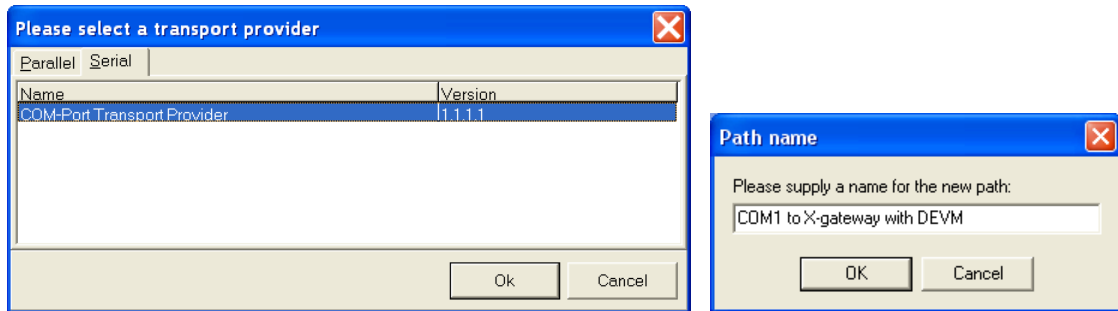 Please select a transport provider
Parallel Serial
Name Version
COM-Port Transport Provider 1.1.1.1
Ok Cancel
Path name
Please supply a name for the new path:
COM1 to X-gateway with DEVM
OK Cancel